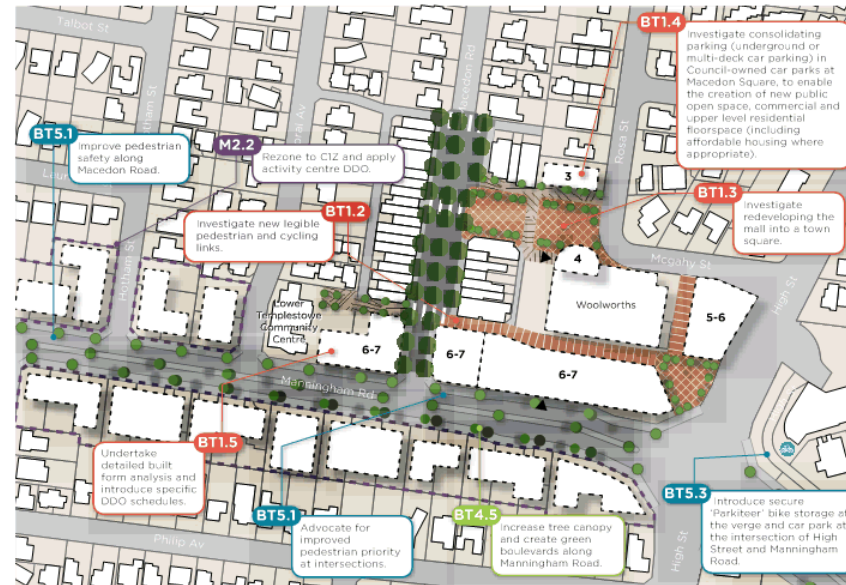 Talbot St
Macedon Rd
BT1.4
Investigate consolidating
parking (underground or
multi-deck car parking) in
Council-owned car parks at
Macedon Square, to enable
the creation of new public
open space, commercial and
upper level residential
floorspace (including
affordable housing where
appropriate).
Rosa St
BT5.1
Improve pedestrian
safety along
Macedon Road.
M2.2
Rezone to C1Z and apply
activity centre DDO.
3
BT1.3
Investigate
redeveloping the
mall into a town
square.
BT1.2
Investigate new legible
pedestrian and cycling
links.
Hotham St
4
Mcgahy St
High St
Woolworths
5-6
Lower
Templestowe
Community
Centre
6-7
6-7
6-7
Manningham Rd
BT1.5
Undertake
detailed built
form analysis and
introduce specific
DDO schedules.
BT5.1
Advocate for
improved
pedestrian priority
at intersections.
BT4.5
Increase tree canopy
and create green
boulevards along
Manningham Road.
BT5.3
Introduce secure
'Parkiteer' bike storage at
the verge and car park at
the intersection of High
Street and Manningham
Road.
Philip Av
High St